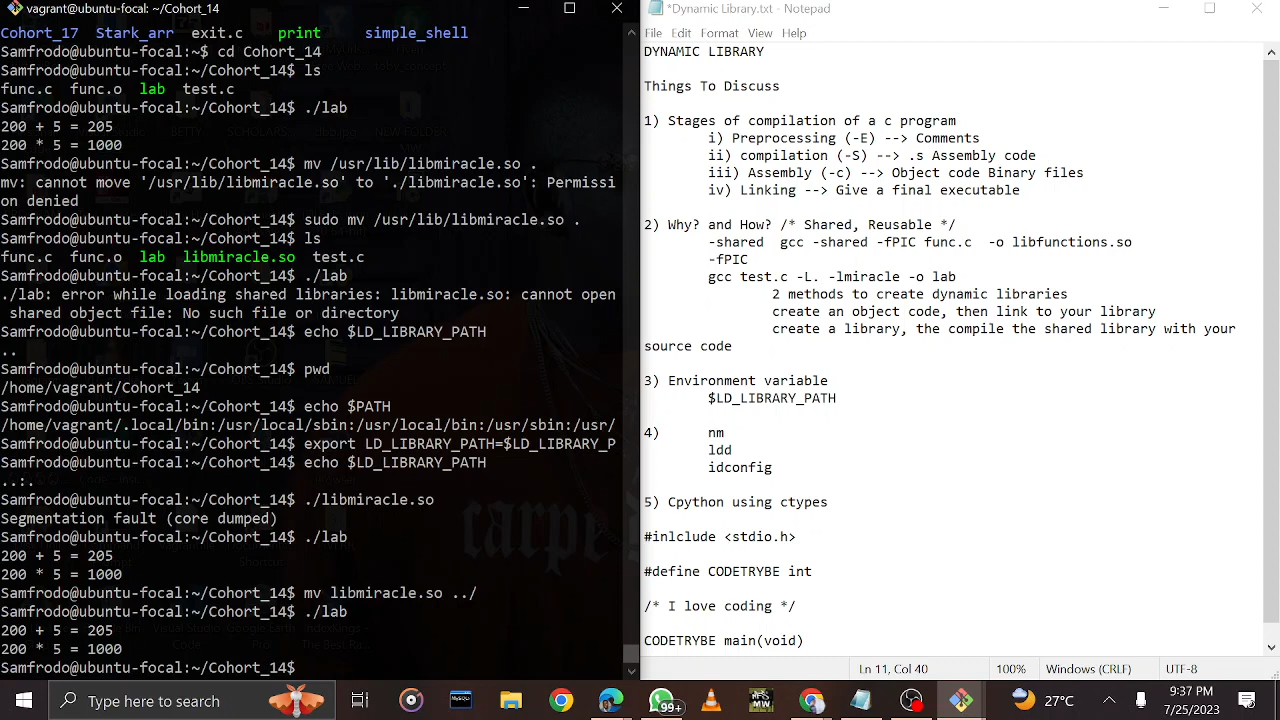 vagrant@ubuntu-focal: ~/Cohort_14
Cohort_17 Stark_arr exit.c print simple_shell
Samfrodo@ubuntu-focal:~$ cd Cohort_14
Samfrodo@ubuntu-focal:~/Cohort_14$ ls
func.c func.o lab test.c
Samfrodo@ubuntu-focal:~/Cohort_14$ ./lab
200 + 5 = 205
200 * 5 = 1000
Samfrodo@ubuntu-focal:~/Cohort_14$ mv /usr/lib/libmiracle.so .
mv: cannot move '/usr/lib/libmiracle.so' to './libmiracle.so': Permissi
on denied
Samfrodo@ubuntu-focal:~/Cohort_14$ sudo mv /usr/lib/libmiracle.so .
Samfrodo@ubuntu-focal:~/Cohort_14$ ls
func.c func.o lab libmiracle.so test.c
Samfrodo@ubuntu-focal:~/Cohort_14$ ./lab
./lab: error while loading shared libraries: libmiracle.so: cannot open
shared object file: No such file or directory
Samfrodo@ubuntu-focal:~/Cohort_14$ echo $LD_LIBRARY_PATH
..
Samfrodo@ubuntu-focal:~/Cohort_14$ pwd
/home/vagrant/Cohort_14
Samfrodo@ubuntu-focal:~/Cohort_14$ echo $PATH
/home/vagrant/.local/bin:/usr/local/sbin:/usr/local/bin:/usr/sbin:/usr/
Samfrodo@ubuntu-focal:~/Cohort_14$ export LD_LIBRARY_PATH=$LD_LIBRARY_P
Samfrodo@ubuntu-focal:~/Cohort_14$ echo $LD_LIBRARY_PATH
..:.
Samfrodo@ubuntu-focal:~/Cohort_14$ ./libmiracle.so
Segmentation fault (core dumped)
Samfrodo@ubuntu-focal:~/Cohort_14$ ./lab
200 + 5 = 205
200 * 5 = 1000
Samfrodo@ubuntu-focal:~/Cohort_14$ mv libmiracle.so ../
Samfrodo@ubuntu-focal:~/Cohort_14$ ./lab
200 + 5 = 205
200 * 5 = 1000
Samfrodo@ubuntu-focal:~/Cohort_14$
carpe
*Dynamic Library.txt - Notepad
File Edit Format View Help
DYNAMIC LIBRARY
Things To Discuss
1) Stages of compilation of a c program
i) Preprocessing (-E) --> Comments
ii) compilation (-S) --> .s Assembly code
iii) Assembly (-c) --> Object code Binary files
iv) Linking --> Give a final executable
2) Why? and How? /* Shared, Reusable */
-shared gcc -shared -fPIC func.c -o libfunctions.so
-fPIC
gcc test.c -L. -lmiracle -o lab
2 methods to create dynamic libraries
create an object code, then link to your library
create a library, the compile the shared library with your
source code
3) Environment variable
$LD_LIBRARY_PATH
4) nm
ldd
idconfig
5) Cpython using ctypes
#inlclude <stdio.h>
#define CODETRYBE int
/* I love coding */
CODETRYBE main(void)
Ln 11, Col 40 100% Windows (CRLF) UTF-8
Type here to search
MySQL
99+
MFS
MW
27°C
9:37 PM
7/25/2023